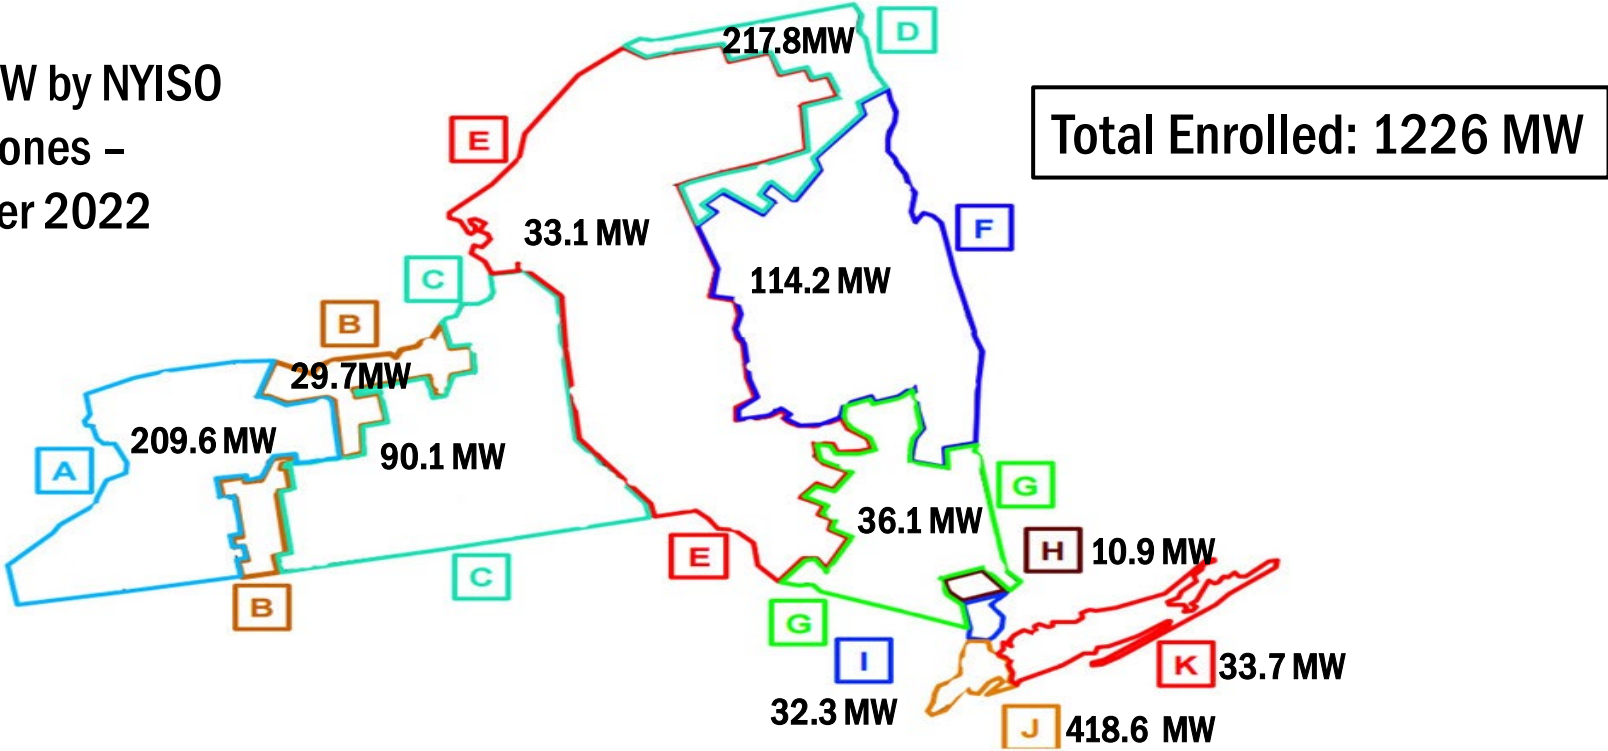 W by NYISO
ones –
er 2022
217.8MW
D
Total Enrolled: 1226 MW
E
F
33.1 MW
C
114.2 MW
B
29.7MW
209.6 MW
90.1 MW
A
G
36.1 MW
H 10.9 MW
E
C
B
G
I
K 33.7 MW
32.3 MW
J 418.6 MW